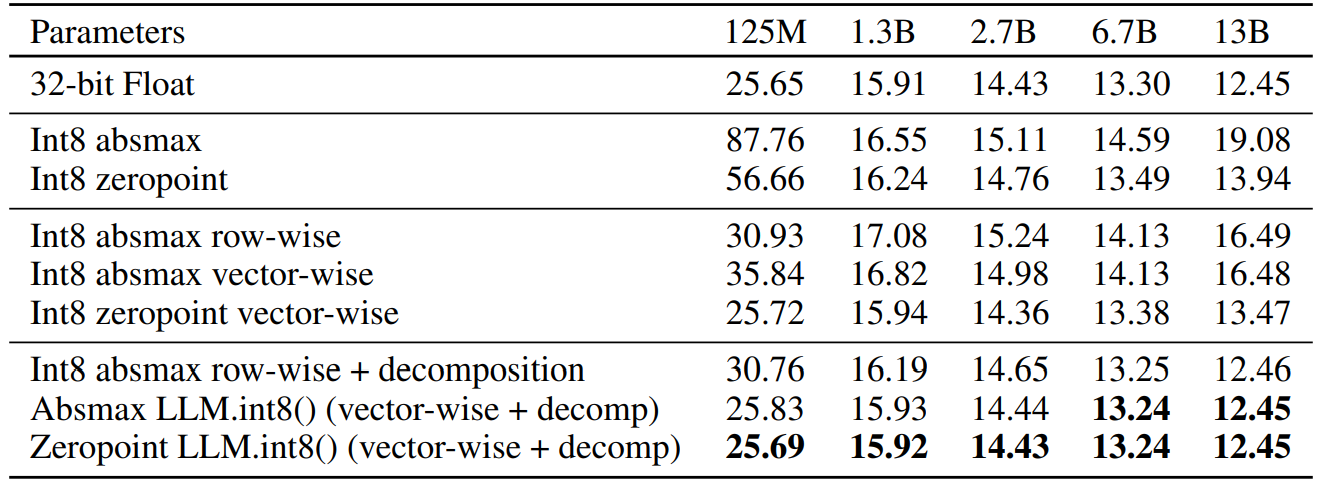 Parameters 125M 1.3B 2.7B 6.7B 13B
32-bit Float 25.65 15.91 14.43 13.30 12.45
Int8 absmax 87.76 16.55 15.11 14.59 19.08
Int8 zeropoint 56.66 16.24 14.76 13.49 13.94
Int8 absmax row-wise 30.93 17.08 15.24 14.13 16.49
Int8 absmax vector-wise 35.84 16.82 14.98 14.13 16.48
Int8 zeropoint vector-wise 25.72 15.94 14.36 13.38 13.47
Int8 absmax row-wise + decomposition 30.76 16.19 14.65 13.25 12.46
Absmax LLM.int8() (vector-wise + decomp) 25.83 15.93 14.44 13.24 12.45
Zeropoint LLM.int8() (vector-wise + decomp) 25.69 15.92 14.43 13.24 12.45